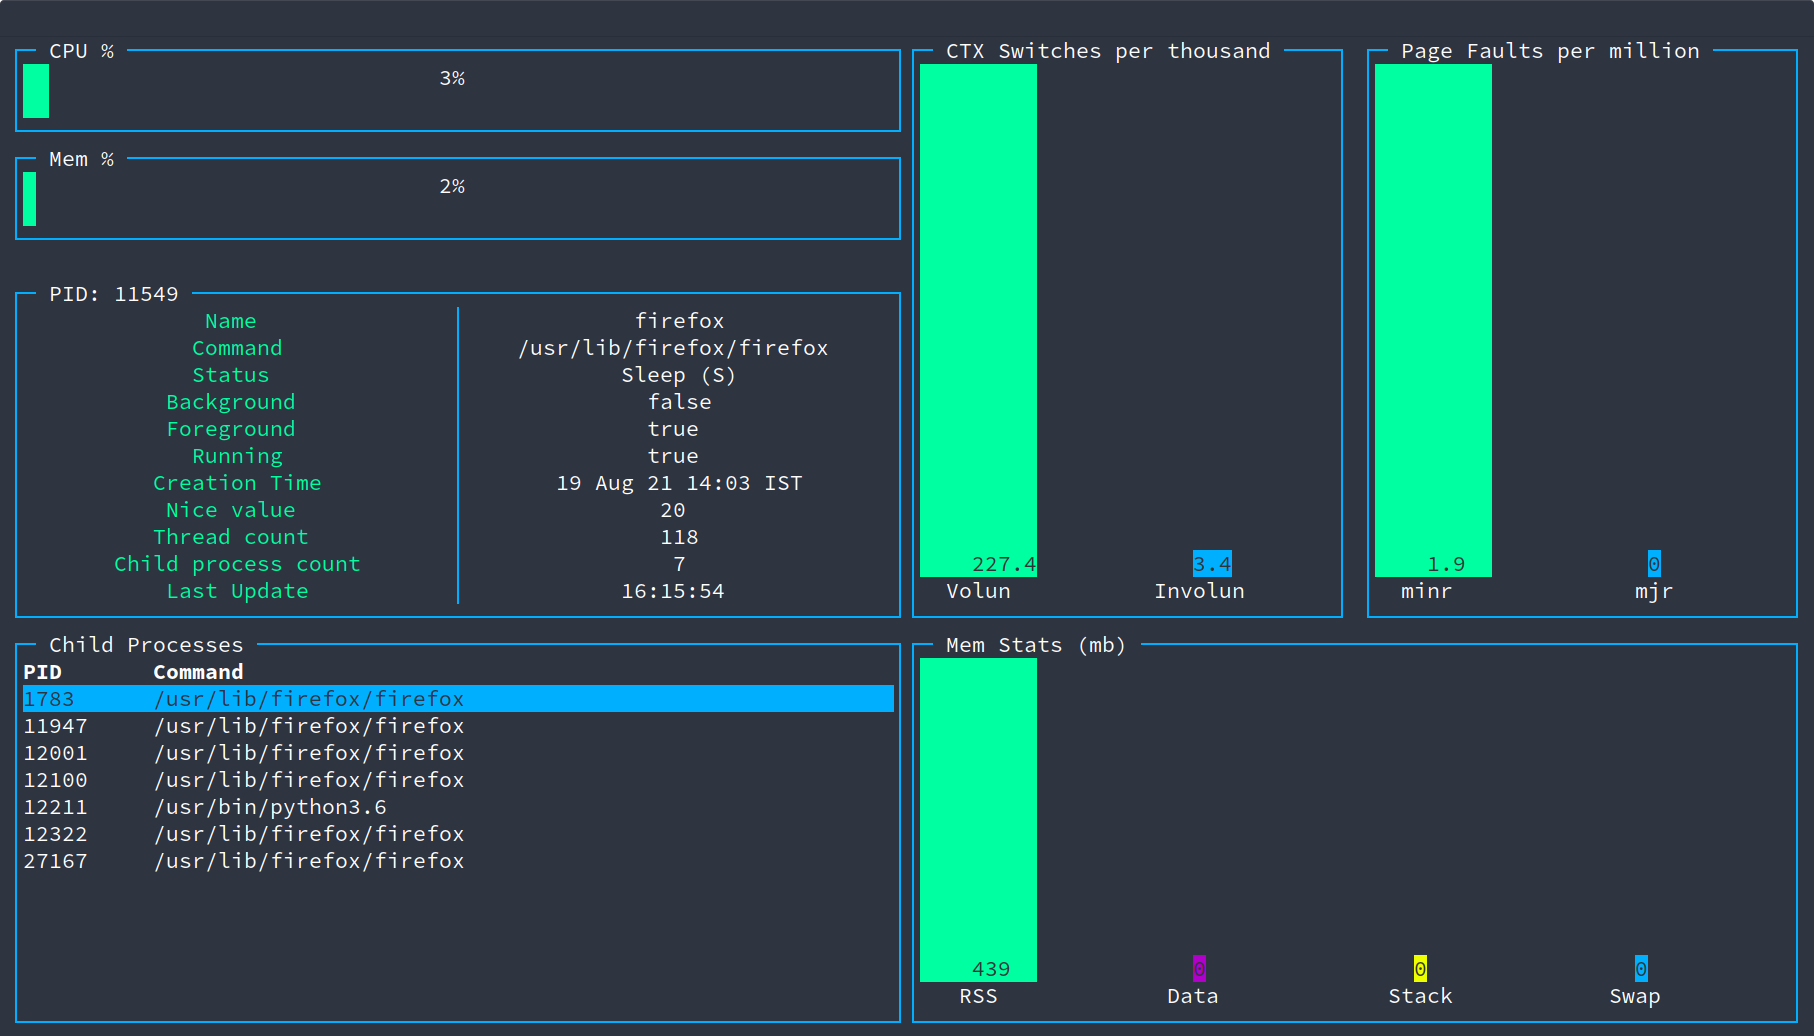 CPU %
3%
Mem %
2%
PID: 11549
Name firefox
Command /usr/lib/firefox/firefox
Status Sleep (S)
Background false
Foreground true
Running true
Creation Time 19 Aug 21 14:03 IST
Nice value 20
Thread count 118
Child process count 7
Last Update 16:15:54
CTX Switches per thousand
227.4 3.4
Volun Involun
Page Faults per million
1.9 0
minr mjr
Child Processes
PID Command
1783 /usr/lib/firefox/firefox
11947 /usr/lib/firefox/firefox
12001 /usr/lib/firefox/firefox
12100 /usr/lib/firefox/firefox
12211 /usr/bin/python3.6
12322 /usr/lib/firefox/firefox
27167 /usr/lib/firefox/firefox
Mem Stats (mb)
439 0 0 0
RSS Data Stack Swap